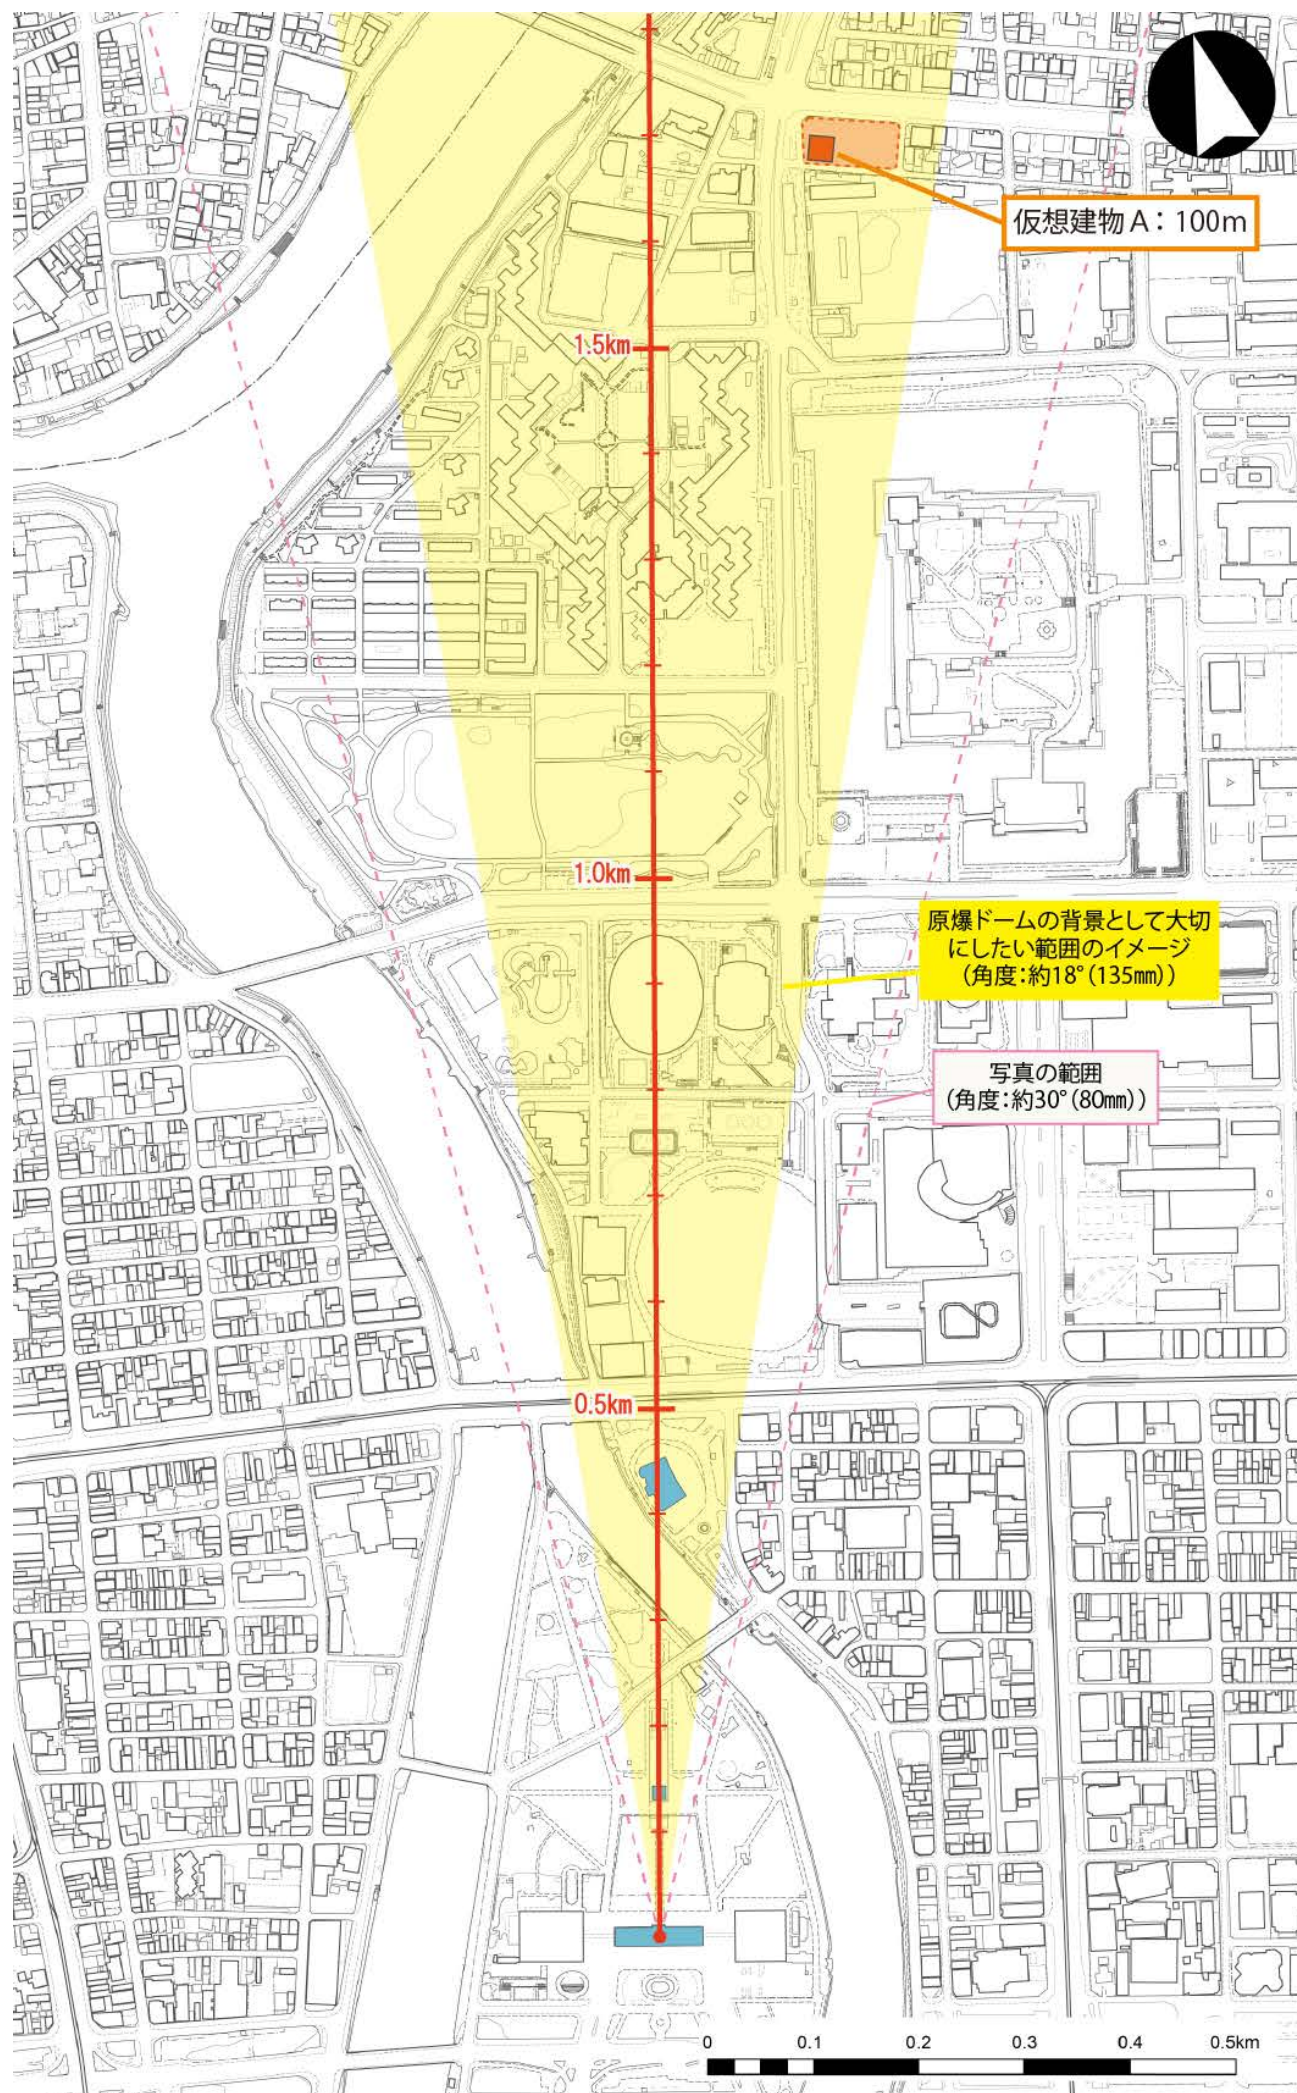 仮想建物A：100m
1.5km
1.0km
原爆ドームの背景として大切
にしたい範囲のイメージ
（角度：約18°（135㎜））
写真の範囲
（角度：約30°（80㎜））
0.5km
0 0.1 0.2 0.3 0.4 0.5km